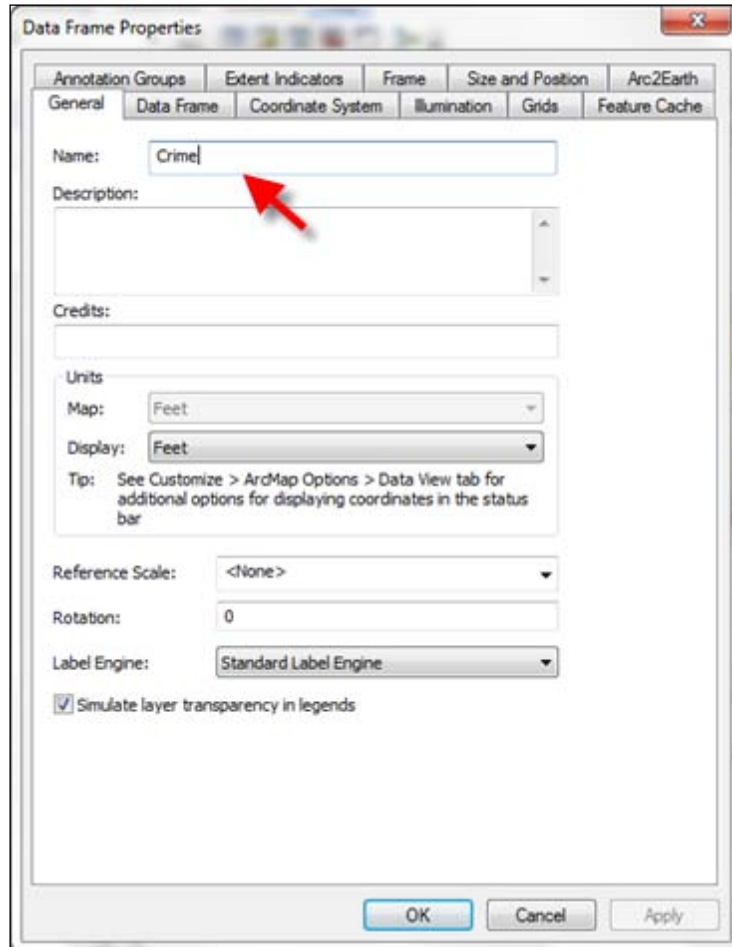 Data Frame Properties
Annotation Groups Extent Indicators Frame Size and Position Arc2Earth
General Data Frame Coordinate System Illumination Grids Feature Cache
Name: Crime
Description:
Credits:
Units
Map: Feet
Display: Feet
Tip: See Customize > ArcMap Options > Data View tab for
additional options for displaying coordinates in the status
bar
Reference Scale: <None>
Rotation: 0
Label Engine: Standard Label Engine
Simulate layer transparency in legends
OK Cancel Apply